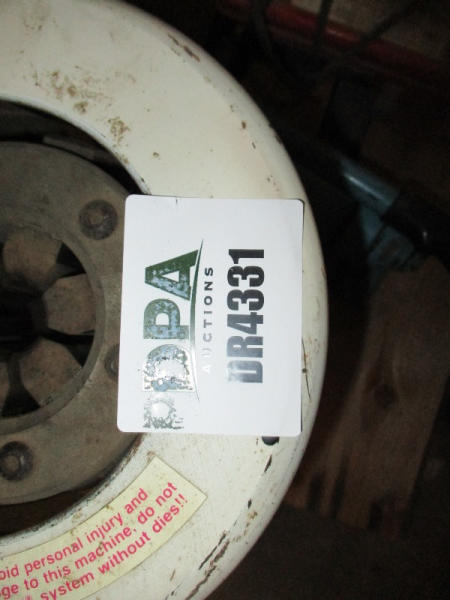 DPA
AUCTIONS
DR4331
oid personal injury and
ge to this machine, do not
system without dies!!